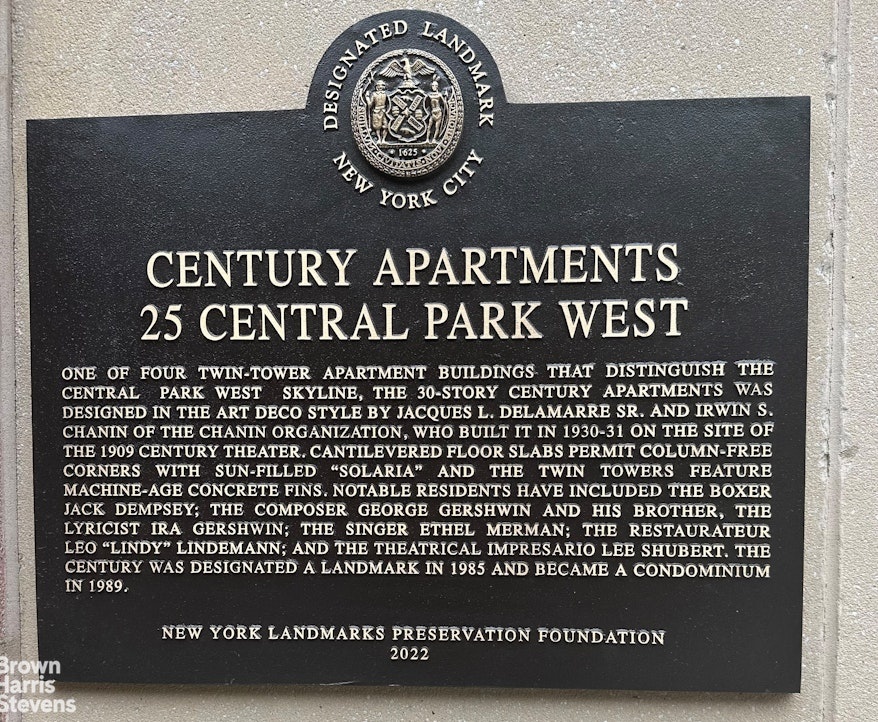 DESIGNATED LANDMARK
1625
NEW YORK CITY
CENTURY APARTMENTS
25 CENTRAL PARK WEST
ONE OF FOUR TWIN-TOWER APARTMENT BUILDINGS THAT DISTINGUISH THE
CENTRAL PARK WEST SKYLINE, THE 30-STORY CENTURY APARTMENTS WAS
DESIGNED IN THE ART DECO STYLE BY JACQUES L. DELAMARRE SR. AND IRWIN S.
CHANIN OF THE CHANIN ORGANIZATION, WHO BUILT IT IN 1930-31 ON THE SITE OF
THE 1909 CENTURY THEATER. CANTILEVERED FLOOR SLABS PERMIT COLUMN-FREE
CORNERS WITH SUN-FILLED “SOLARIA” AND THE TWIN TOWERS FEATURE
MACHINE-AGE CONCRETE FINS. NOTABLE RESIDENTS HAVE INCLUDED THE BOXER
JACK DEMPSEY; THE COMPOSER GEORGE GERSHWIN AND HIS BROTHER, THE
LYRICIST IRA GERSHWIN; THE SINGER ETHEL MERMAN; THE RESTAURATEUR
LEO “LINDY” LINDEMANN; AND THE THEATRICAL IMPRESARIO LEE SHUBERT. THE
CENTURY WAS DESIGNATED A LANDMARK IN 1985 AND BECAME A CONDOMINIUM
IN 1989.
NEW YORK LANDMARKS PRESERVATION FOUNDATION
2022
Brown
Harris
Stevens